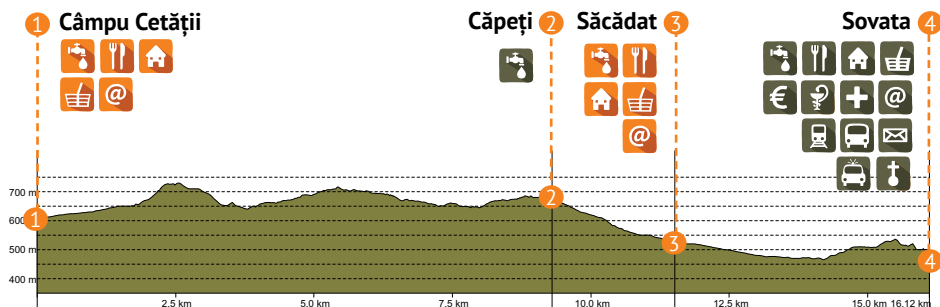 1 Câmpu Cetății Căpeți 2 Săcădat 3 Sovata 4
@
€ @
@
700 m
600 m
500 m
400 m
1 2 3 4
2.5 km 5.0 km 7.5 km 10.0 km 12.5 km 15.0 km 16.12 km